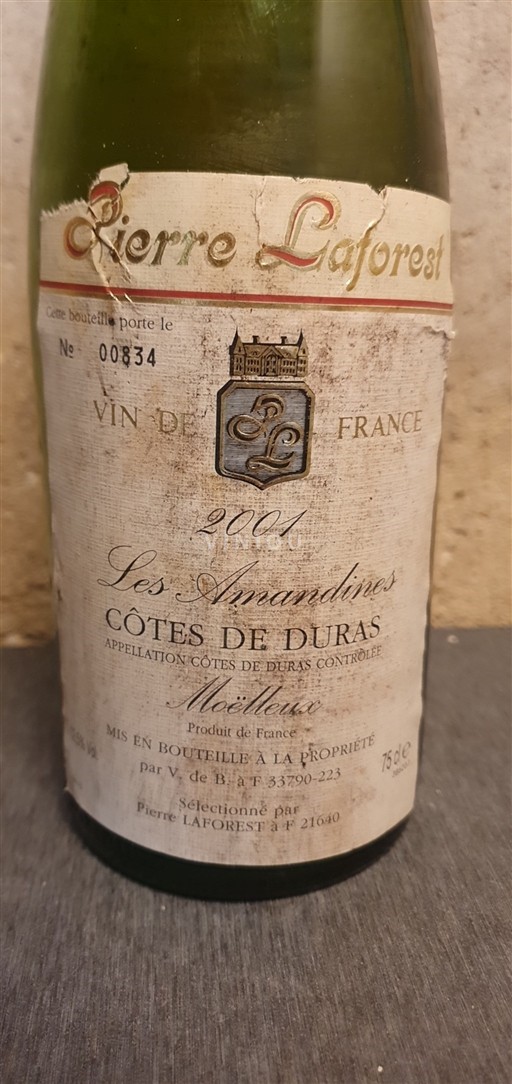 Pierre Laforest
Cette bouteille porte le
No 00834
VIN DE FRANCE
PL
2001
VINIOU
Les Amandines
CÔTES DE DURAS
APPELLATION CÔTES DE DURAS CONTRÔLÉE
Moëlleux
Produit de France
MIS EN BOUTEILLE À LA PROPRIÉTÉ
75 cl e
par V. de B. à F 33790-223
Sélectionné par
Pierre LAFOREST à F 21640